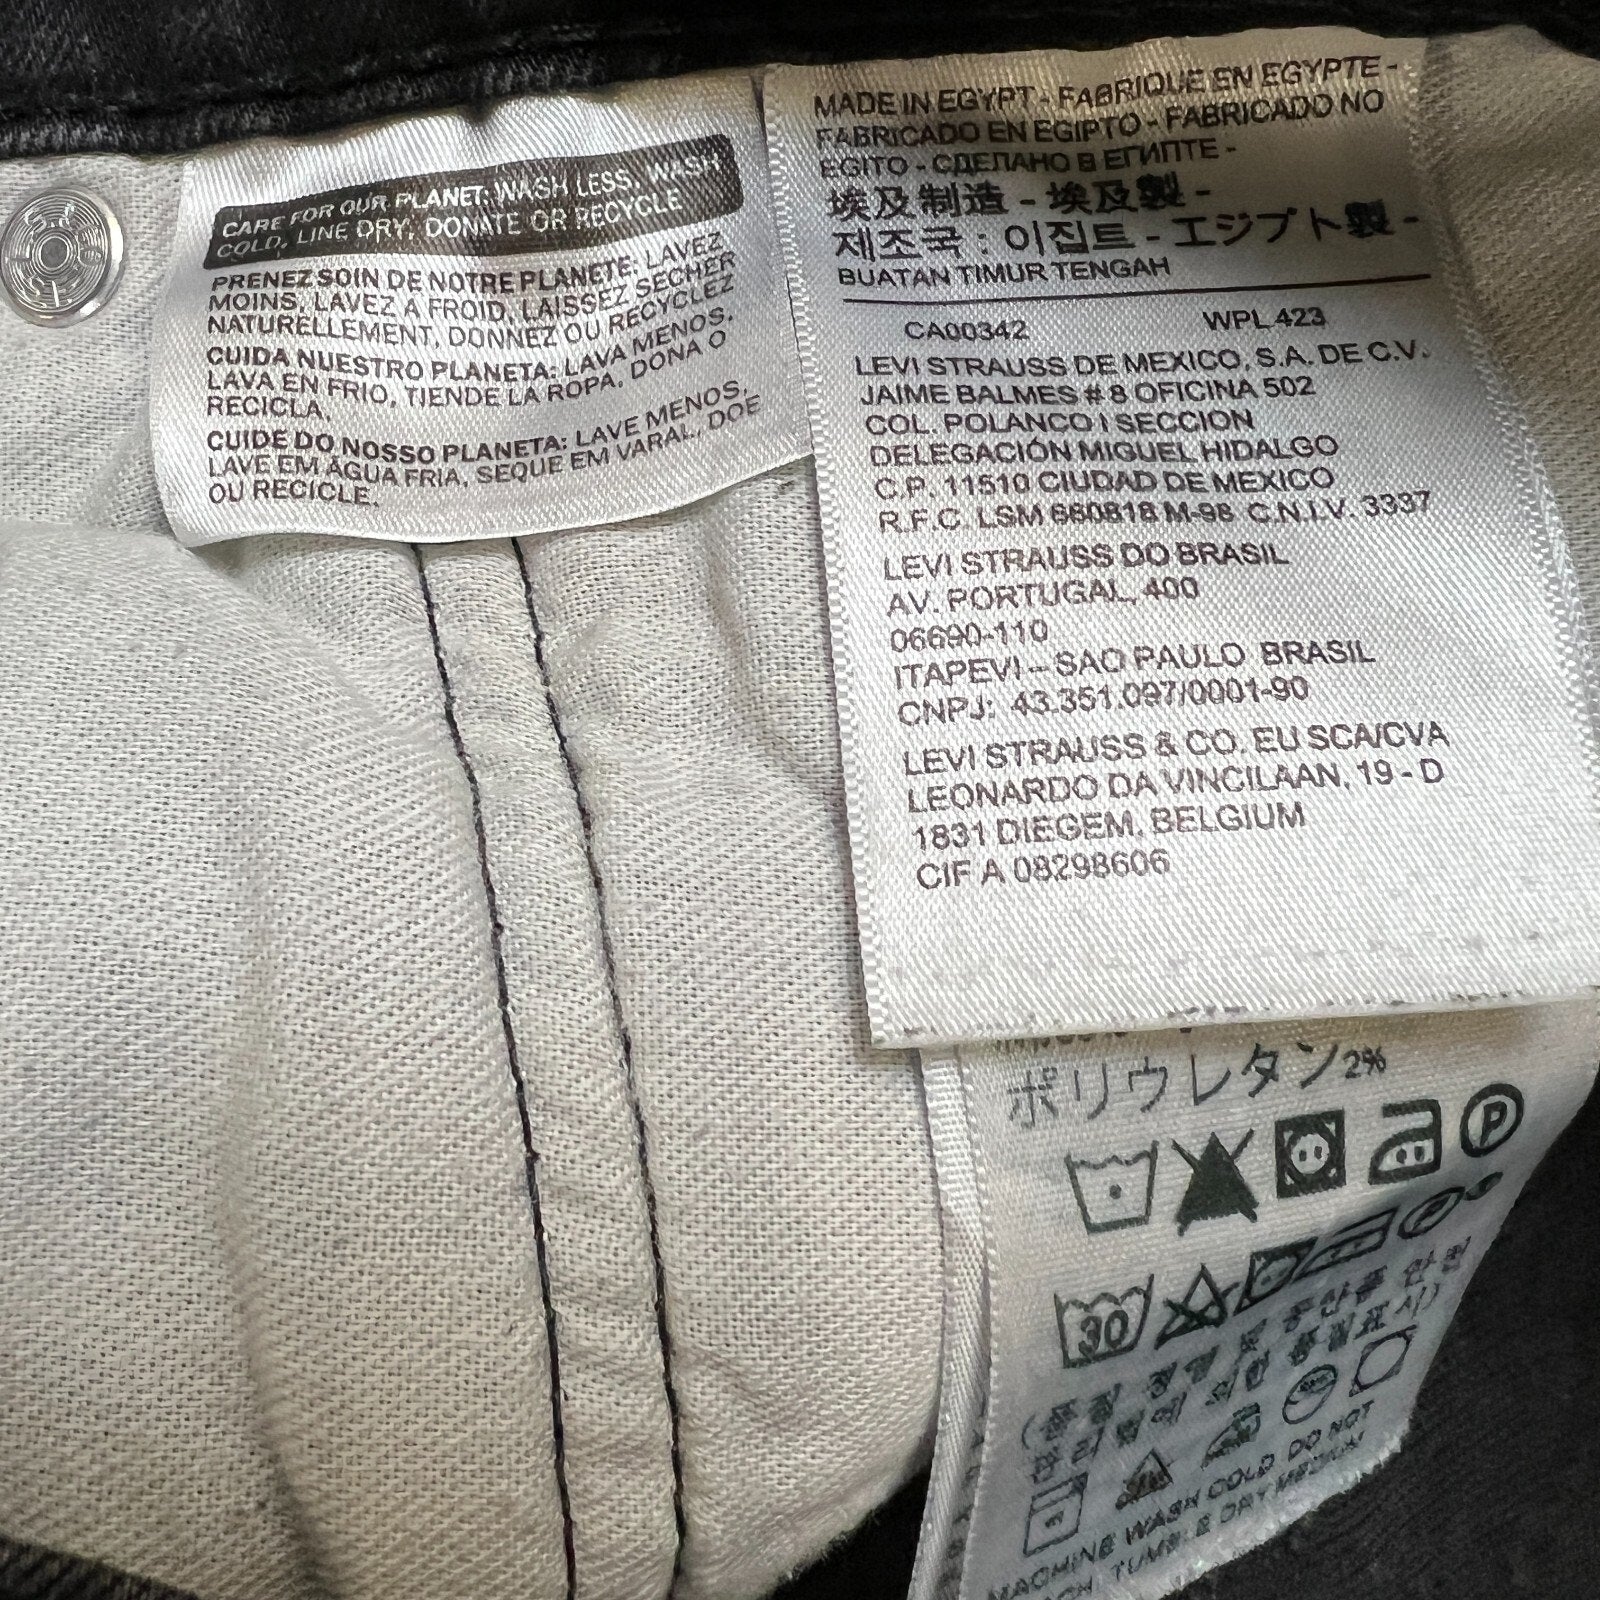 CARE FOR OUR PLANET: WASH LESS, WASH
COLD, LINE DRY, DONATE OR RECYCLE
PRENEZ SOIN DE NOTRE PLANETE: LAVEZ
MOINS, LAVEZ A FROID, LAISSEZ SECHER
NATURELLEMENT, DONNEZ OU RECYCLEZ
CUIDA NUESTRO PLANETA: LAVA MENOS,
LAVA EN FRIO, TIENDE LA ROPA, DONA O
RECICLA.
CUIDE DO NOSSO PLANETA: LAVE MENOS,
LAVE EM ÁGUA FRIA, SEQUE EM VARAL, DOE
OU RECICLE.
MADE IN EGYPT - FABRIQUE EN EGYPTE -
FABRICADO EN EGIPTO - FABRICADO NO
EGITO - СДЕЛАНО В ЕГИПТЕ -
埃及制造 - 埃及製 -
제조국 : 이집트 - エジプト製 -
BUATAN TIMUR TENGAH
CA00342 WPL 423
LEVI STRAUSS DE MEXICO, S.A. DE C.V.
JAIME BALMES # 8 OFICINA 502
COL. POLANCO I SECCION
DELEGACIÓN MIGUEL HIDALGO
C.P. 11510 CIUDAD DE MEXICO
R.F.C. LSM 660818 M-98 C.N.I.V. 3337
LEVI STRAUSS DO BRASIL
AV. PORTUGAL, 400
06690-110
ITAPEVI – SAO PAULO BRASIL
CNPJ: 43.351.097/0001-90
LEVI STRAUSS & CO. EU SCA/CVA
LEONARDO DA VINCILAAN, 19 - D
1831 DIEGEM, BELGIUM
CIF A 08298606
ポリウレタン2%
P
30
MACHINE WASH COLD DO NOT
TUMBLE DRY MEDIUM